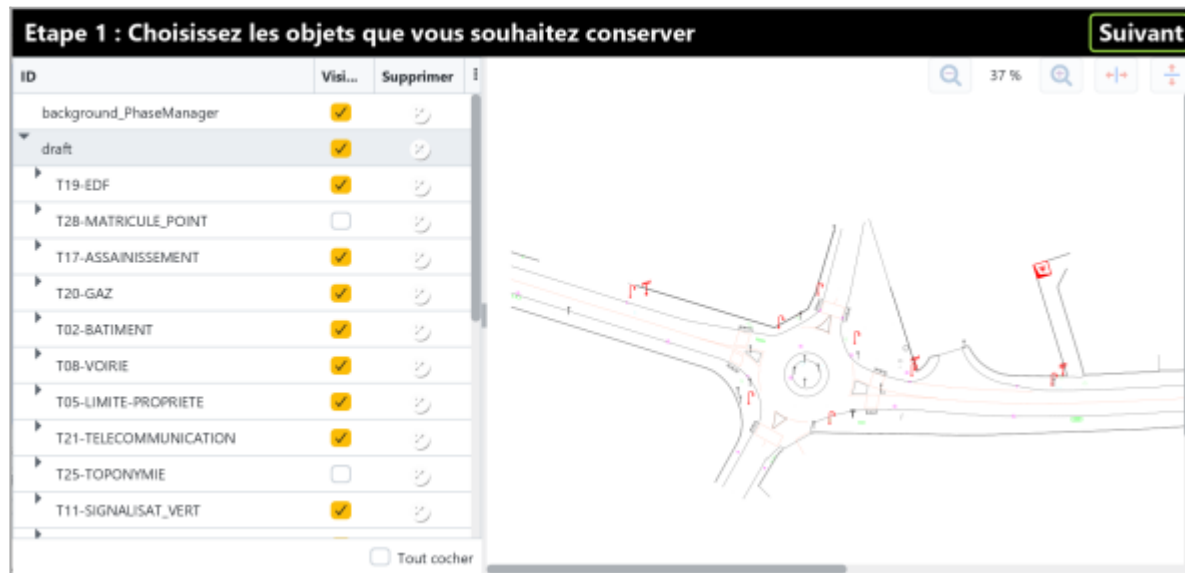 Etape 1 : Choisissez les objets que vous souhaitez conserver Suivant
ID Visi... Supprimer
37 %
background_PhaseManager
draft
T19-EDF
T28-MATRICULE_POINT
T17-ASSAINISSEMENT
T20-GAZ
T02-BATIMENT
T08-VOIRIE
T05-LIMITE-PROPRIETE
T21-TELECOMMUNICATION
T25-TOPONYMIE
T11-SIGNALISAT_VERT
Tout cocher